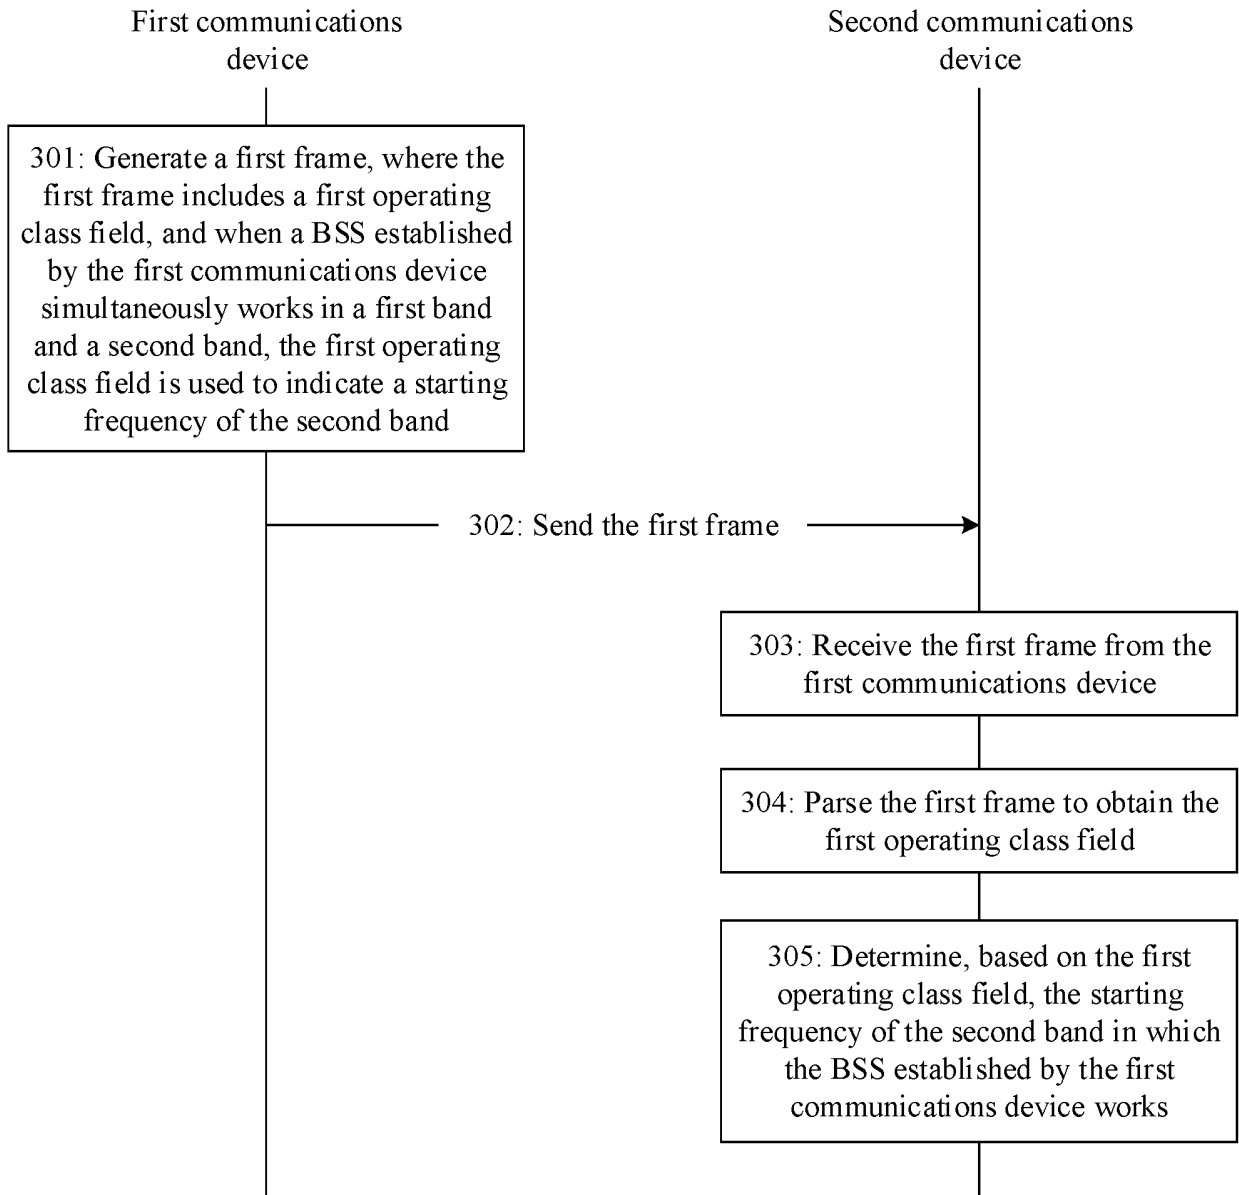 First communications
device
Second communications
device
301: Generate a first frame, where the
first frame includes a first operating
class field, and when a BSS established
by the first communications device
simultaneously works in a first band
and a second band, the first operating
class field is used to indicate a starting
frequency of the second band
302: Send the first frame
303: Receive the first frame from the
first communications device
304: Parse the first frame to obtain the
first operating class field
305: Determine, based on the first
operating class field, the starting
frequency of the second band in which
the BSS established by the first
communications device works